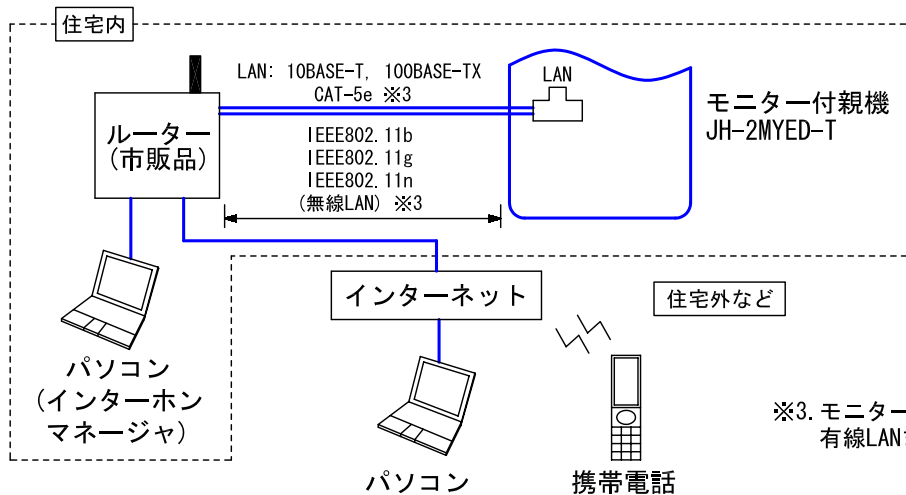 住宅内
LAN: 10BASE-T, 100BASE-TX
CAT-5e ※3
LAN
モニター付親機
JH-2MYED-T
ルーター
(市販品)
IEEE802.11b
IEEE802.11g
IEEE802.11n
(無線LAN) ※3
インターネット
住宅外など
パソコン
(インターホン
マネージャ)
パソコン
携帯電話
※3. モニター
有線LAN